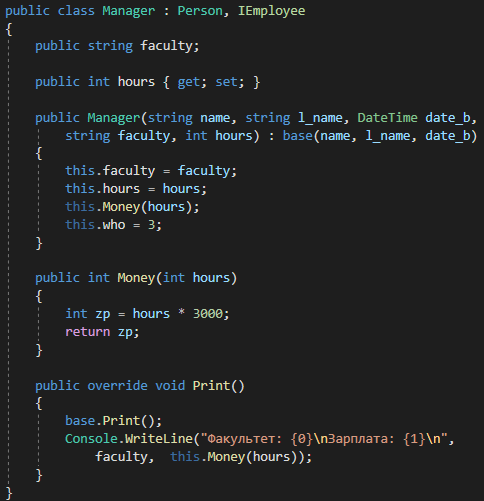 public class Manager : Person, IEmployee
{
    public string faculty;

    public int hours { get; set; }

    public Manager(string name, string l_name, DateTime date_b,
        string faculty, int hours) : base(name, l_name, date_b)
    {
        this.faculty = faculty;
        this.hours = hours;
        this.Money(hours);
        this.who = 3;
    }

    public int Money(int hours)
    {
        int zp = hours * 3000;
        return zp;
    }

    public override void Print()
    {
        base.Print();
        Console.WriteLine("Факультет: {0}\nЗарплата: {1}\n",
            faculty,  this.Money(hours));
    }
}